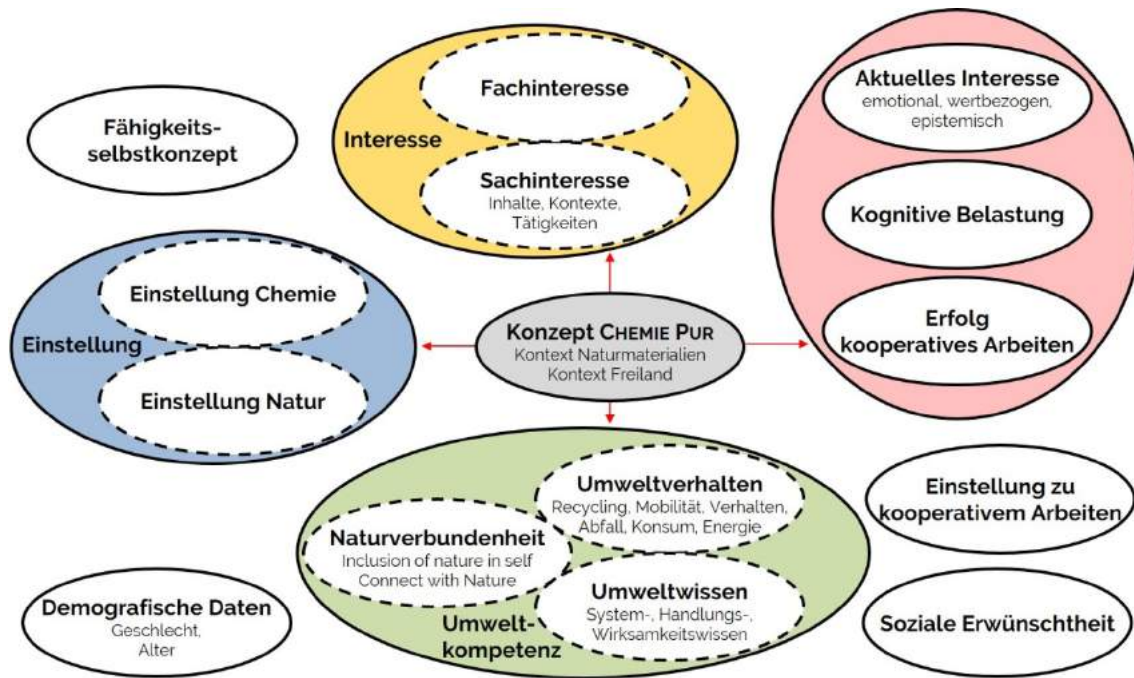 Fähigkeits-
selbstkonzept
Interesse
Fachinteresse
Sachinteresse
Inhalte, Kontexte,
Tätigkeiten
Aktuelles Interesse
emotional, wertbezogen,
epistemisch
Kognitive Belastung
Erfolg
kooperatives Arbeiten
Einstellung
Einstellung Chemie
Einstellung Natur
Konzept CHEMIE PUR
Kontext Naturmaterialien
Kontext Freiland
Umweltverhalten
Recycling, Mobilität, Verhalten,
Abfall, Konsum, Energie
Naturverbundenheit
Inclusion of nature in self
Connect with Nature
Umweltwissen
System-, Handlungs-,
Wirksamkeitswissen
Umwelt-
kompetenz
Einstellung zu
kooperativem Arbeiten
Demografische Daten
Geschlecht,
Alter
Soziale Erwünschtheit